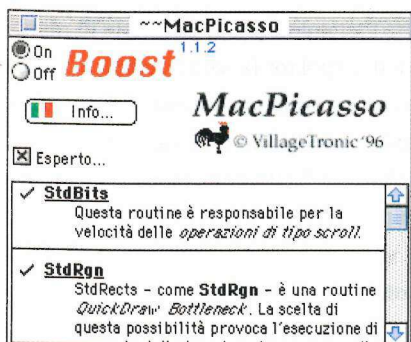 ~~MacPicasso
On
Off
Boost 1.1.2
Info...
MacPicasso
© VillageTronic '96
Esperto...
StdBits
Questa routine è responsabile per la
velocità delle operazioni di tipo scroll.
StdRgn
StdRects - come StdRgn - è una routine
QuickDraw Bottleneck. La scelta di
questa possibilità provoca l'esecuzione di